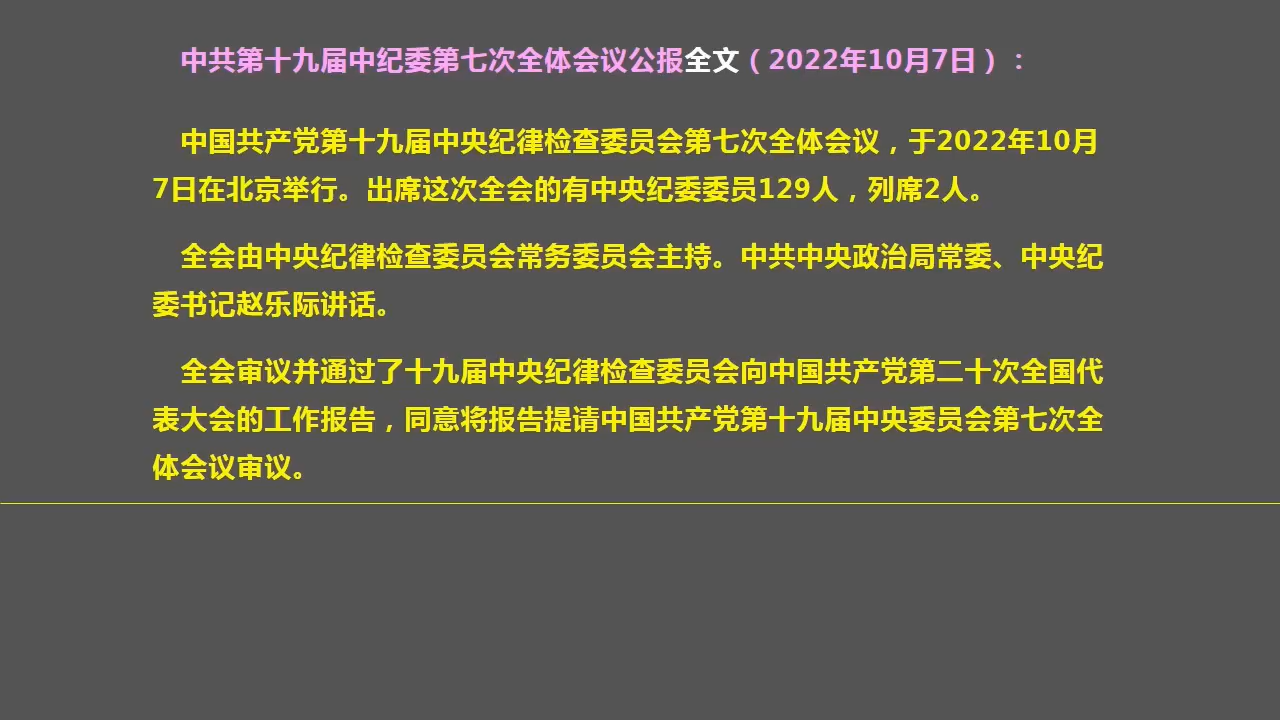 中共第十九届中纪委第七次全体会议公报全文（2022年10月7日）：
中国共产党第十九届中央纪律检查委员会第七次全体会议，于2022年10月
7日在北京举行。出席这次全会的有中央纪委委员129人，列席2人。
全会由中央纪律检查委员会常务委员会主持。中共中央政治局常委、中央纪
委书记赵乐际讲话。
全会审议并通过了十九届中央纪律检查委员会向中国共产党第二十次全国代
表大会的工作报告，同意将报告提请中国共产党第十九届中央委员会第七次全
体会议审议。